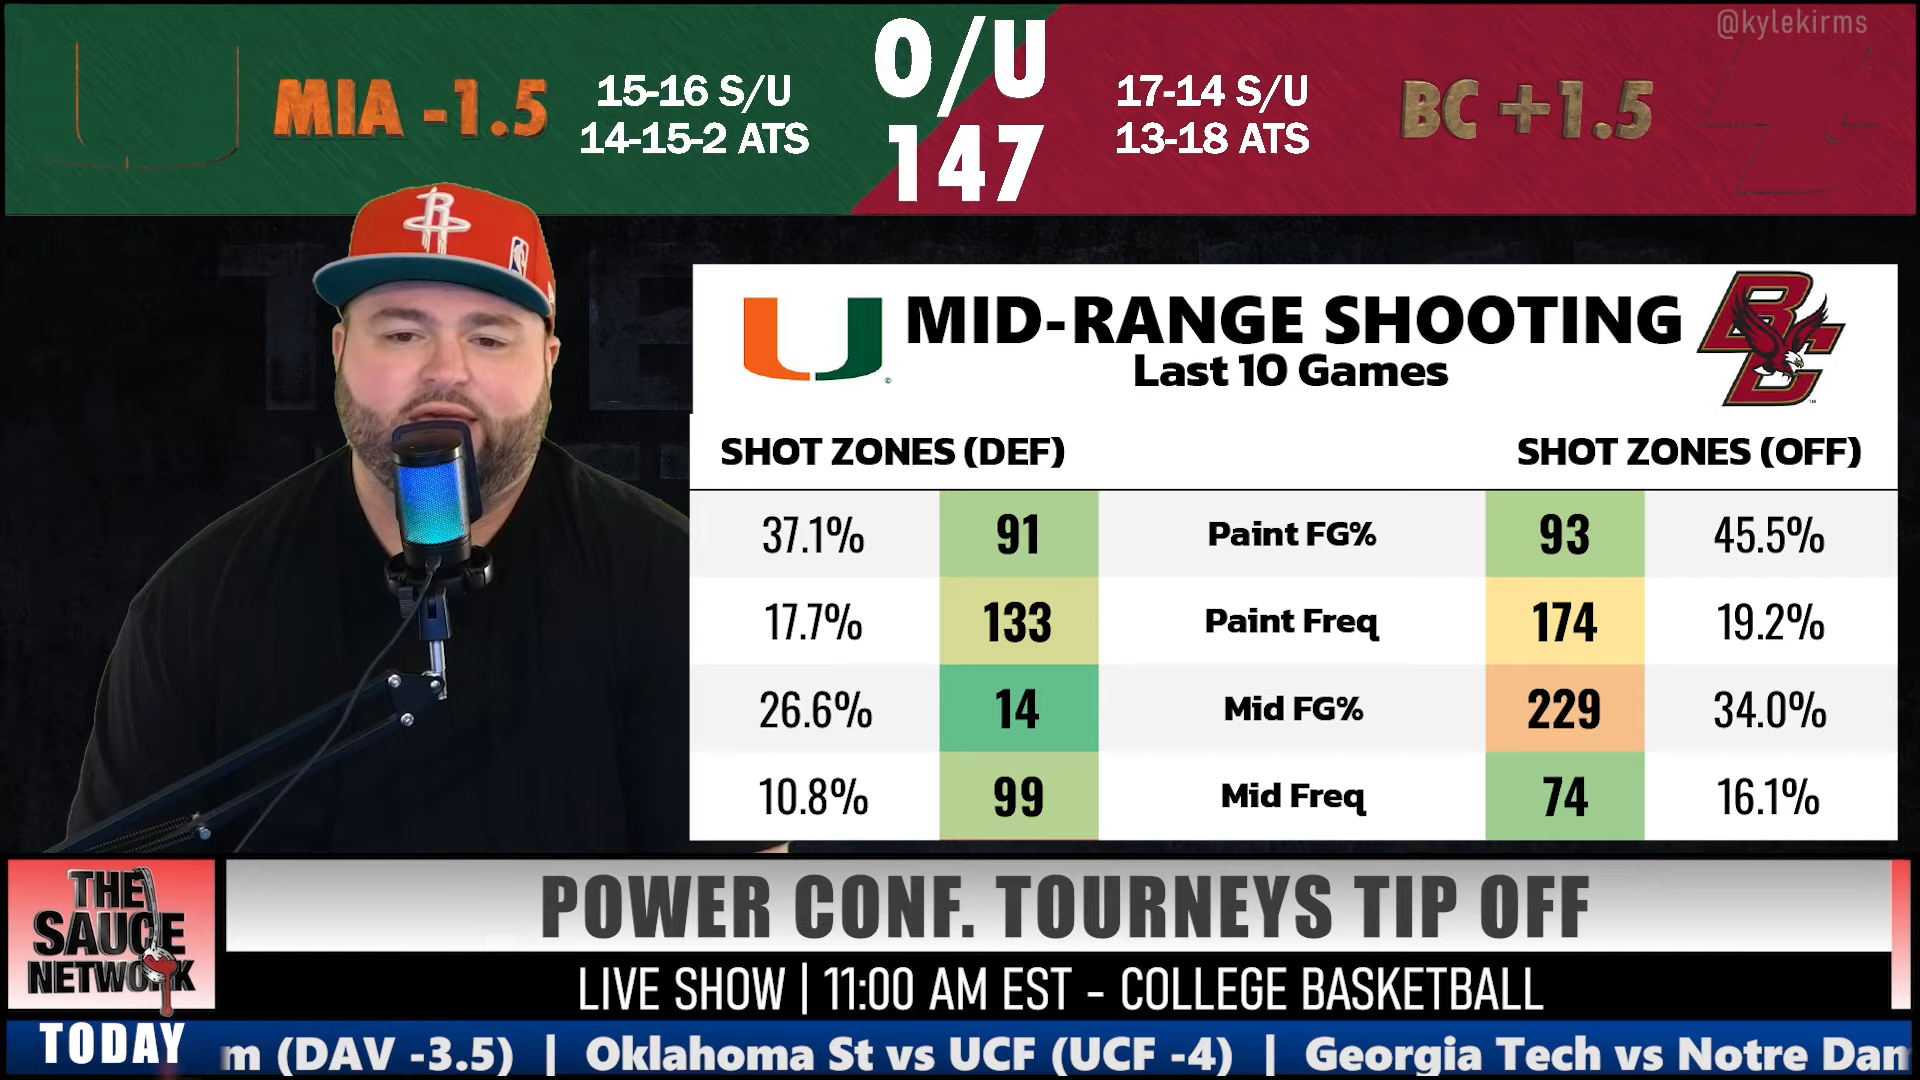 @kylekirms
MIA -1.5
15-16 S/U
14-15-2 ATS
O/U
147
17-14 S/U
13-18 ATS
BC +1.5
MID-RANGE SHOOTING
Last 10 Games
SHOT ZONES (DEF)
SHOT ZONES (OFF)
37.1% 91 Paint FG% 93 45.5%
17.7% 133 Paint Freq 174 19.2%
26.6% 14 Mid FG% 229 34.0%
10.8% 99 Mid Freq 74 16.1%
THE
SAUCE
NETWORK
POWER CONF. TOURNEYS TIP OFF
LIVE SHOW | 11:00 AM EST - COLLEGE BASKETBALL
TODAY
m (DAV -3.5) | Oklahoma St vs UCF (UCF -4) | Georgia Tech vs Notre Dam